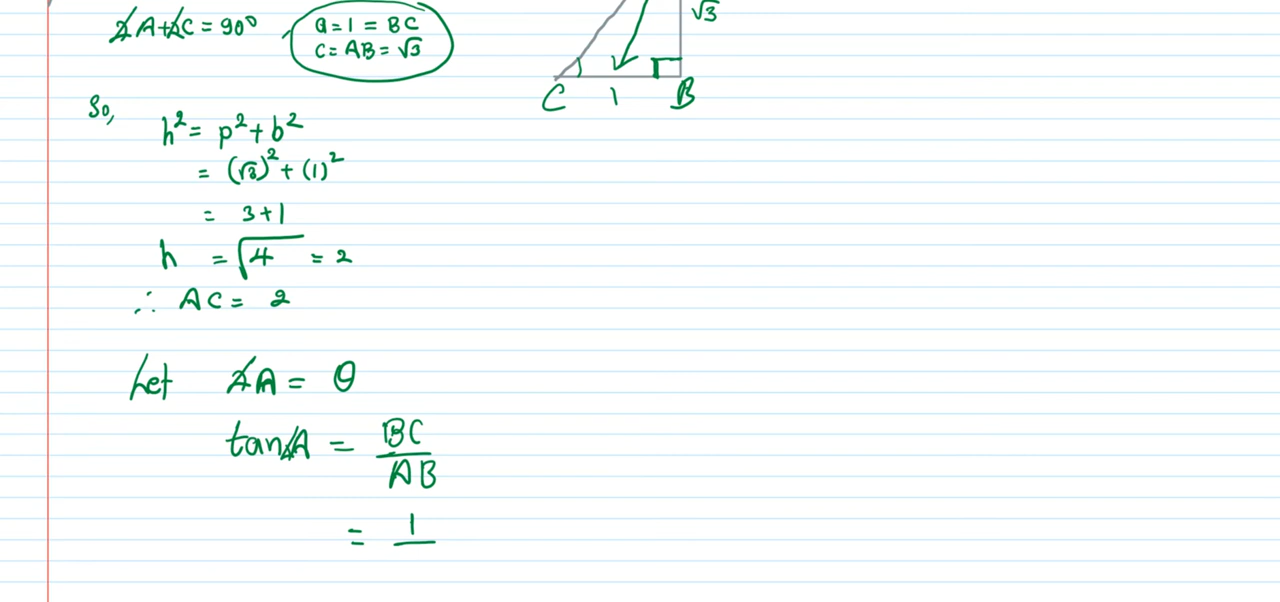 ∡A+∡C = 90°
a = 1 = BC
C = AB = √3
√3
C 1 B
So,
h² = p² + b²
= (√3)² + (1)²
= 3+1
h = √4 = 2
∴ AC = 2
Let ∡A = θ
tan∡A = BC/AB
= 1/